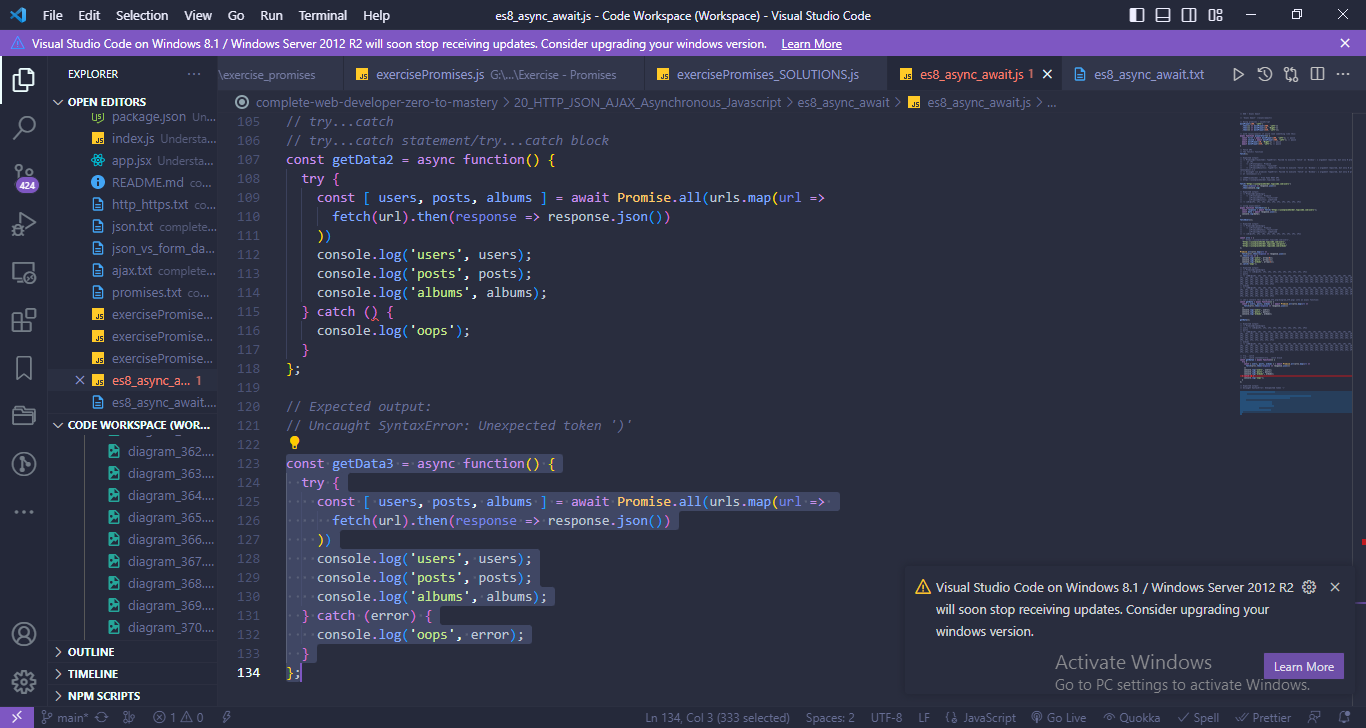 File Edit Selection View Go Run Terminal Help es8_async_await.js - Code Workspace (Workspace) - Visual Studio Code
Visual Studio Code on Windows 8.1 / Windows Server 2012 R2 will soon stop receiving updates. Consider upgrading your windows version. Learn More
EXPLORER
\exercise_promises
exercisePromises.js G:\...\Exercise - Promises
exercisePromises_SOLUTIONS.js
es8_async_await.js 1
es8_async_await.txt
complete-web-developer-zero-to-mastery > 20_HTTP_JSON_AJAX_Asynchronous_Javascript > es8_async_await > es8_async_await.js > ...
OPEN EDITORS
package.json Un...
index.js Understa...
app.jsx Understa...
README.md co...
http_https.txt co...
json.txt complete...
json_vs_form_da...
ajax.txt complete...
promises.txt co...
exercisePromise...
exercisePromise...
exercisePromise...
es8_async_a... 1
es8_async_await....
CODE WORKSPACE (WOR...
diagram_362....
diagram_363....
diagram_364....
diagram_365....
diagram_366....
diagram_367....
diagram_368....
diagram_369....
diagram_370....
OUTLINE
TIMELINE
NPM SCRIPTS
424
105 // try...catch
106 // try...catch statement/try...catch block
107 const getData2 = async function() {
108 try {
109 const [ users, posts, albums ] = await Promise.all(urls.map(url =>
110 fetch(url).then(response => response.json())
111 ))
112 console.log('users', users);
113 console.log('posts', posts);
114 console.log('albums', albums);
115 } catch () {
116 console.log('oops');
117 }
118 };
119
120 // Expected output:
121 // Uncaught SyntaxError: Unexpected token ')'
122
123 const getData3 = async function() {
124 try {
125 const [ users, posts, albums ] = await Promise.all(urls.map(url =>
126 fetch(url).then(response => response.json())
127 ))
128 console.log('users', users);
129 console.log('posts', posts);
130 console.log('albums', albums);
131 } catch (error) {
132 console.log('oops', error);
133 }
134 };
Visual Studio Code on Windows 8.1 / Windows Server 2012 R2
will soon stop receiving updates. Consider upgrading your
windows version.
Learn More
Activate Windows
Go to PC settings to activate Windows.
main* 1 0 Ln 134, Col 3 (333 selected) Spaces: 2 UTF-8 LF JavaScript Go Live Quokka Spell Prettier